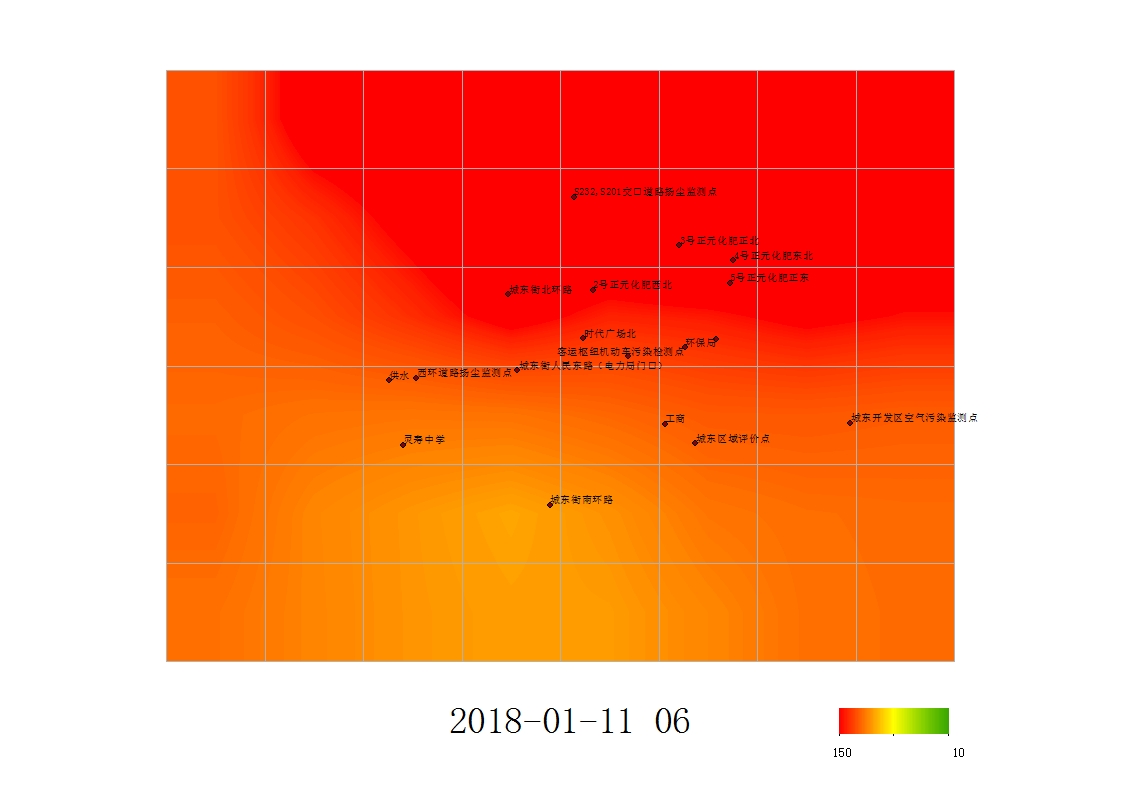 S232,S201交口道路扬尘监测点
3号正元化肥正北
4号正元化肥东北
5号正元化肥正东
2号正元化肥西北
城东街北环路
时代广场北
环保局
客运枢纽机动车污染检测点
城东街人民东路（电力局门口）
西环道路扬尘监测点
供水
工商
城东开发区空气污染监测点
城东区域评价点
灵寿中学
城东街南环路
2018-01-11 06
150
10